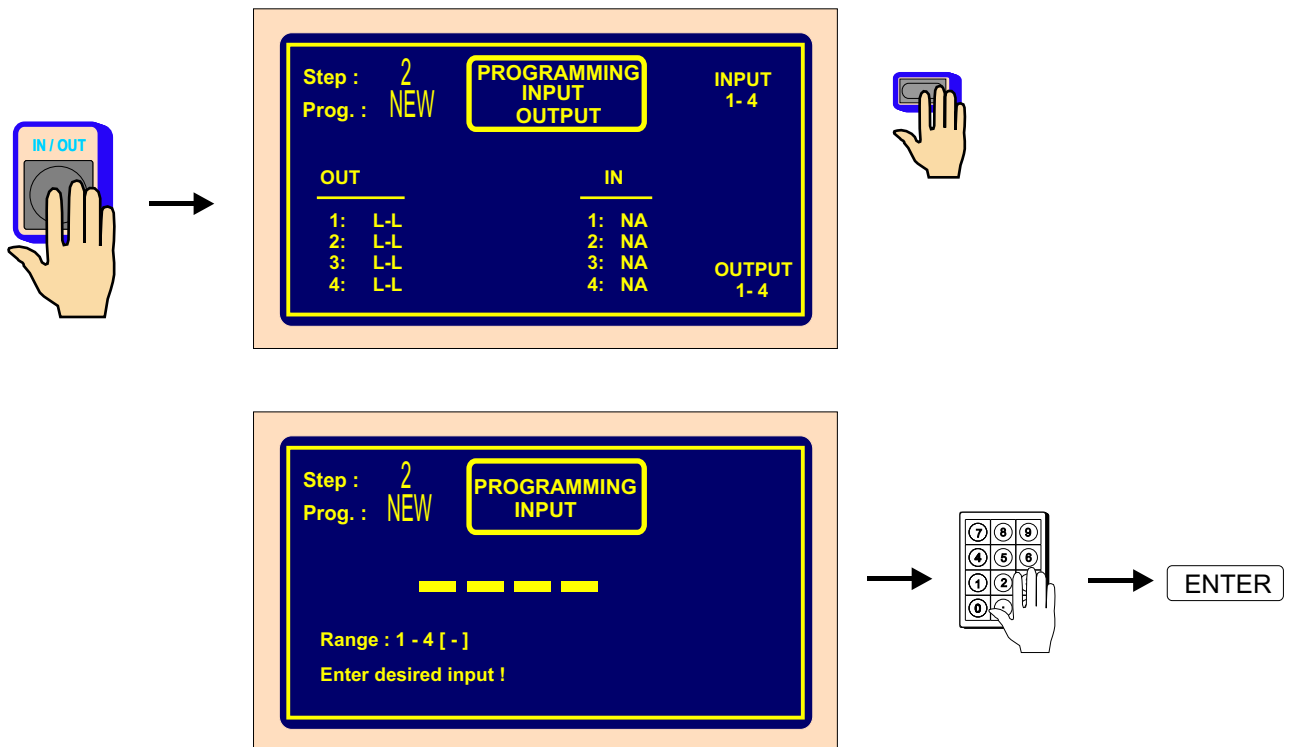 IN / OUT
Step : 2
Prog. : NEW
PROGRAMMING
INPUT
OUTPUT
INPUT
1- 4
OUT
IN
1: L-L
2: L-L
3: L-L
4: L-L
1: NA
2: NA
3: NA
4: NA
OUTPUT
1- 4
Step : 2
Prog. : NEW
PROGRAMMING
INPUT
Range : 1 - 4 [ - ]
Enter desired input !
7 8 9
4 5 6
1 2
0 .
ENTER